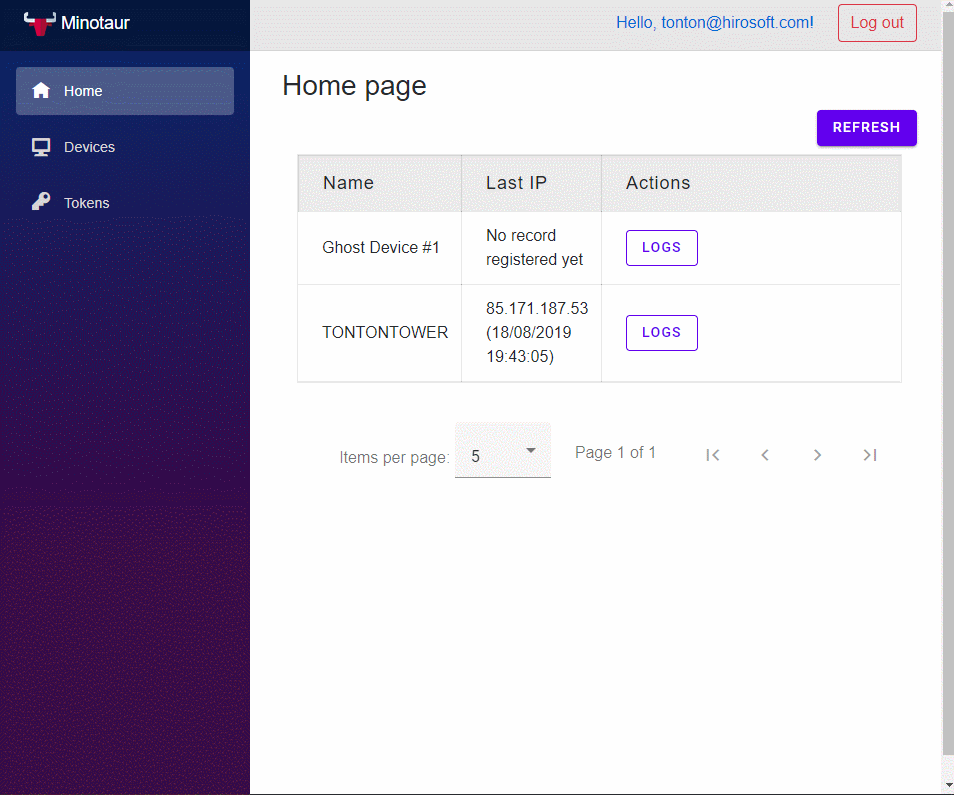 Minotaur
Hello, tonton@hirosoft.com!
Log out
Home
Devices
Tokens
Home page
REFRESH
Name Last IP Actions
Ghost Device #1
No record
registered yet
LOGS
TONTONTOWER
85.171.187.53
(18/08/2019
19:43:05)
LOGS
Items per page: 5 Page 1 of 1